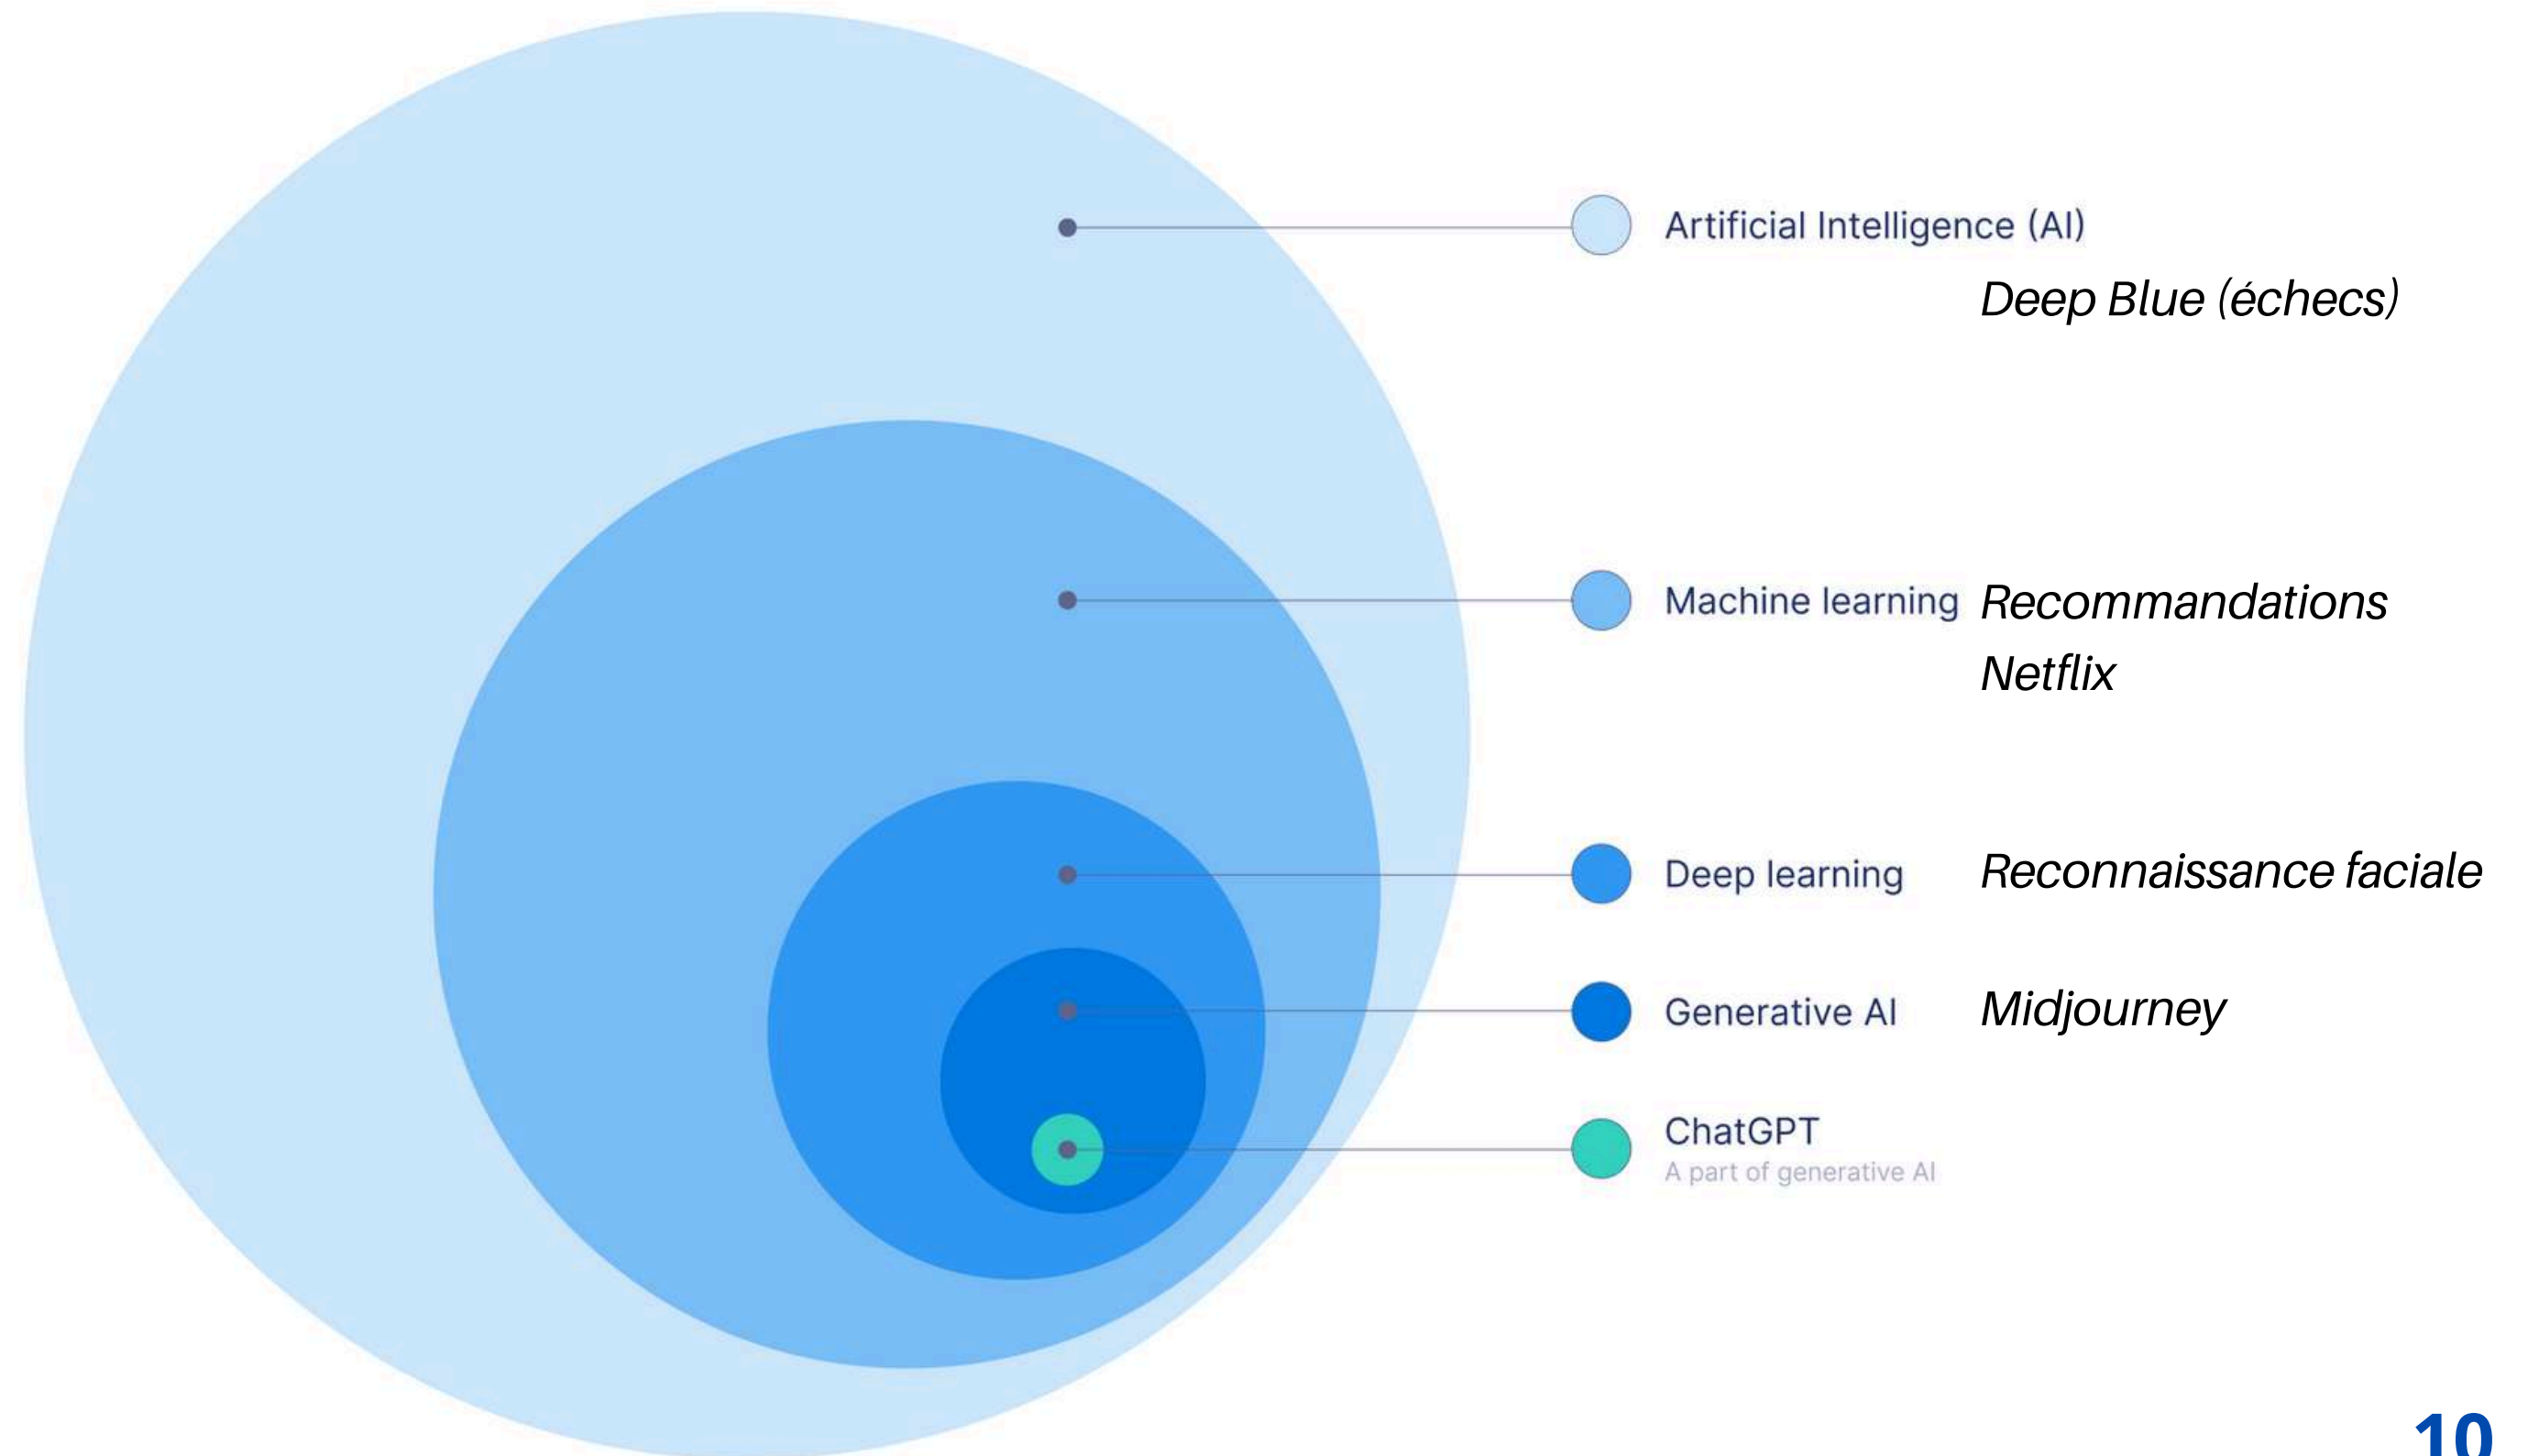 Artificial Intelligence (AI)
Deep Blue (échecs)
Machine learning Recommandations
Netflix
Deep learning Reconnaissance faciale
Generative AI Midjourney
ChatGPT
A part of generative AI
10